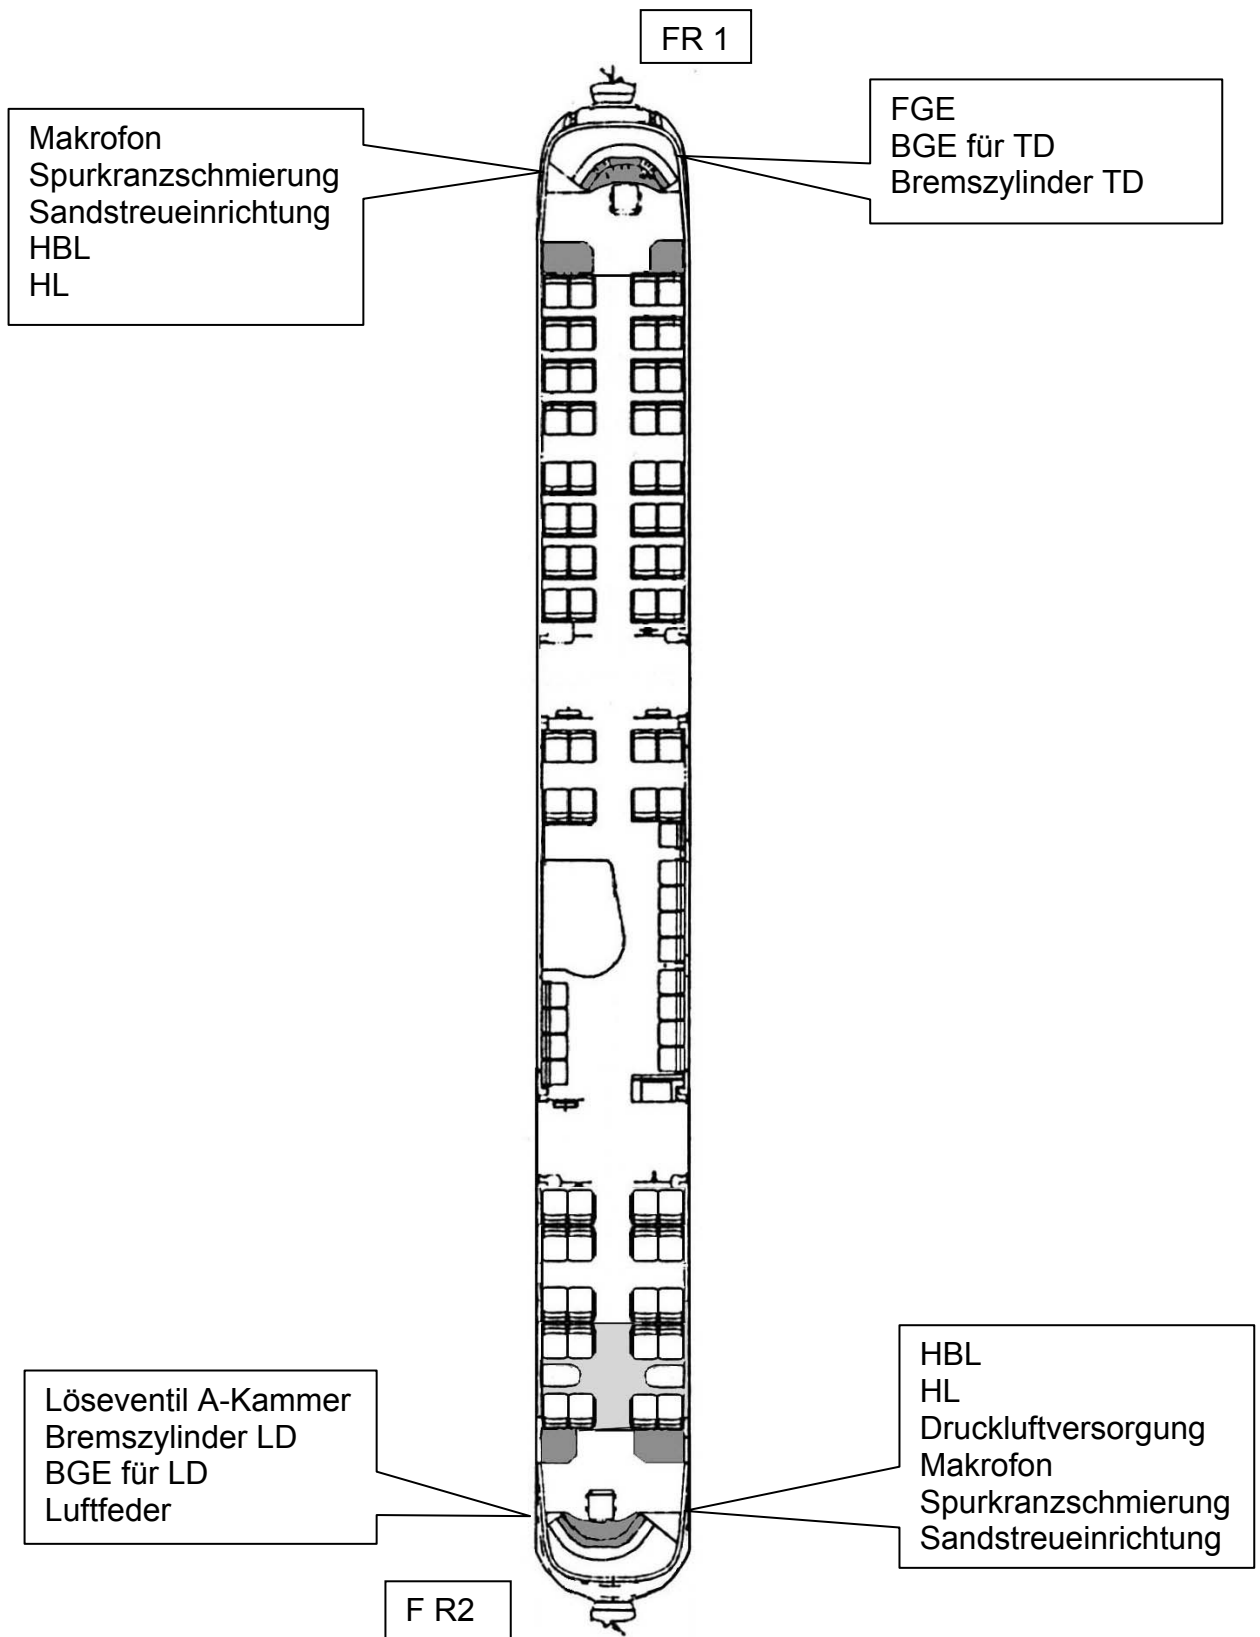 FR 1
Makrofon
Spurkranzschmierung
Sandstreueinrichtung
HBL
HL
FGE
BGE für TD
Bremszylinder TD
Löseventil A-Kammer
Bremszylinder LD
BGE für LD
Luftfeder
HBL
HL
Druckluftversorgung
Makrofon
Spurkranzschmierung
Sandstreueinrichtung
F R2